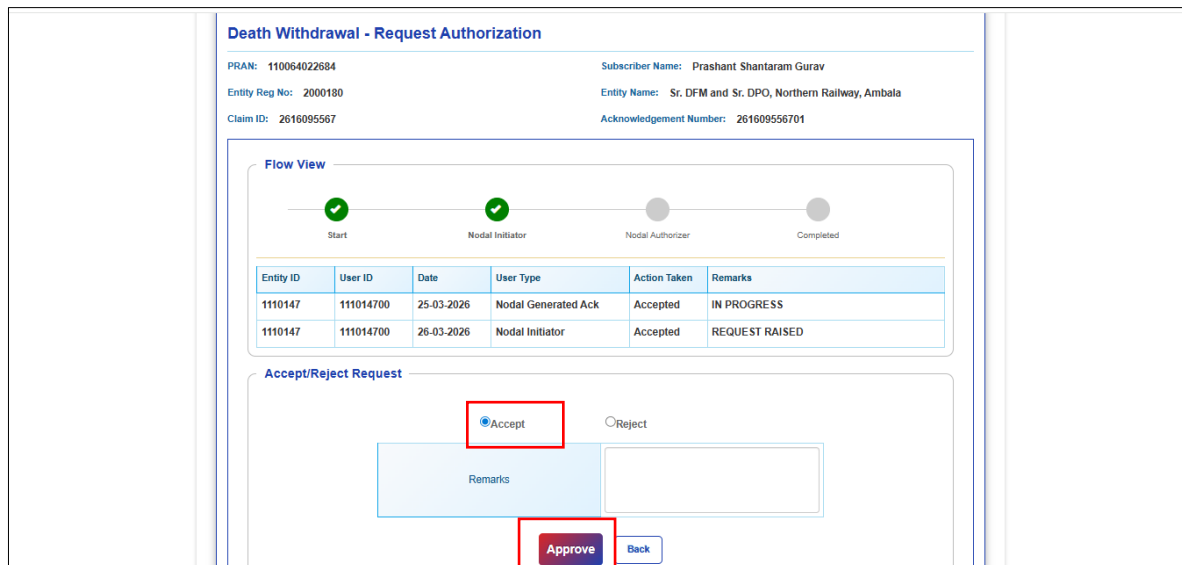 Death Withdrawal - Request Authorization
PRAN: 110064022684 Subscriber Name: Prashant Shantaram Gurav
Entity Reg No: 2000180 Entity Name: Sr. DFM and Sr. DPO, Northern Railway, Ambala
Claim ID: 2616095567 Acknowledgement Number: 261609556701
Flow View
Start Nodal Initiator Nodal Authorizer Completed
Entity ID User ID Date User Type Action Taken Remarks
1110147 111014700 25-03-2026 Nodal Generated Ack Accepted IN PROGRESS
1110147 111014700 26-03-2026 Nodal Initiator Accepted REQUEST RAISED
Accept/Reject Request
Accept Reject
Remarks
Approve Back